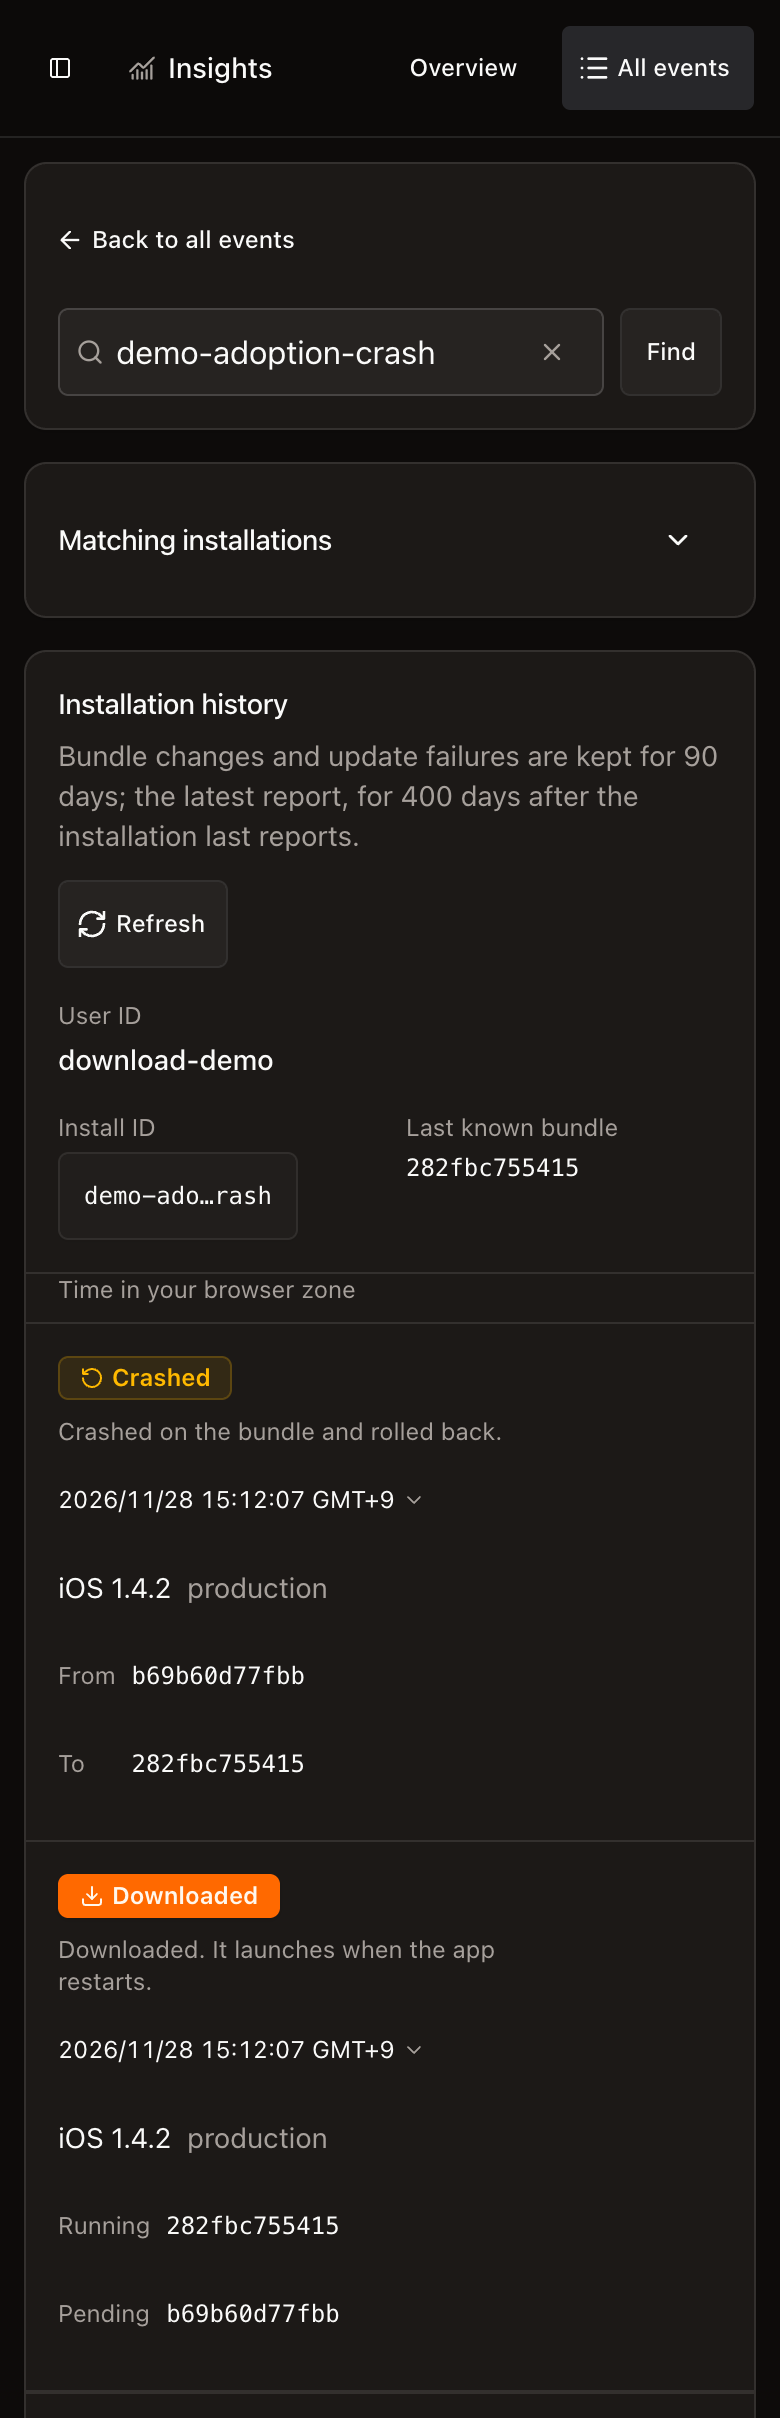 Insights
Overview
All events
Back to all events
demo-adoption-crash
Find
Matching installations
Installation history
Bundle changes and update failures are kept for 90
days; the latest report, for 400 days after the
installation last reports.
Refresh
User ID
download-demo
Install ID
demo-ado…rash
Last known bundle
282fbc755415
Time in your browser zone
Crashed
Crashed on the bundle and rolled back.
2026/11/28 15:12:07 GMT+9
iOS 1.4.2 production
From b69b60d77fbb
To 282fbc755415
Downloaded
Downloaded. It launches when the app
restarts.
2026/11/28 15:12:07 GMT+9
iOS 1.4.2 production
Running 282fbc755415
Pending b69b60d77fbb